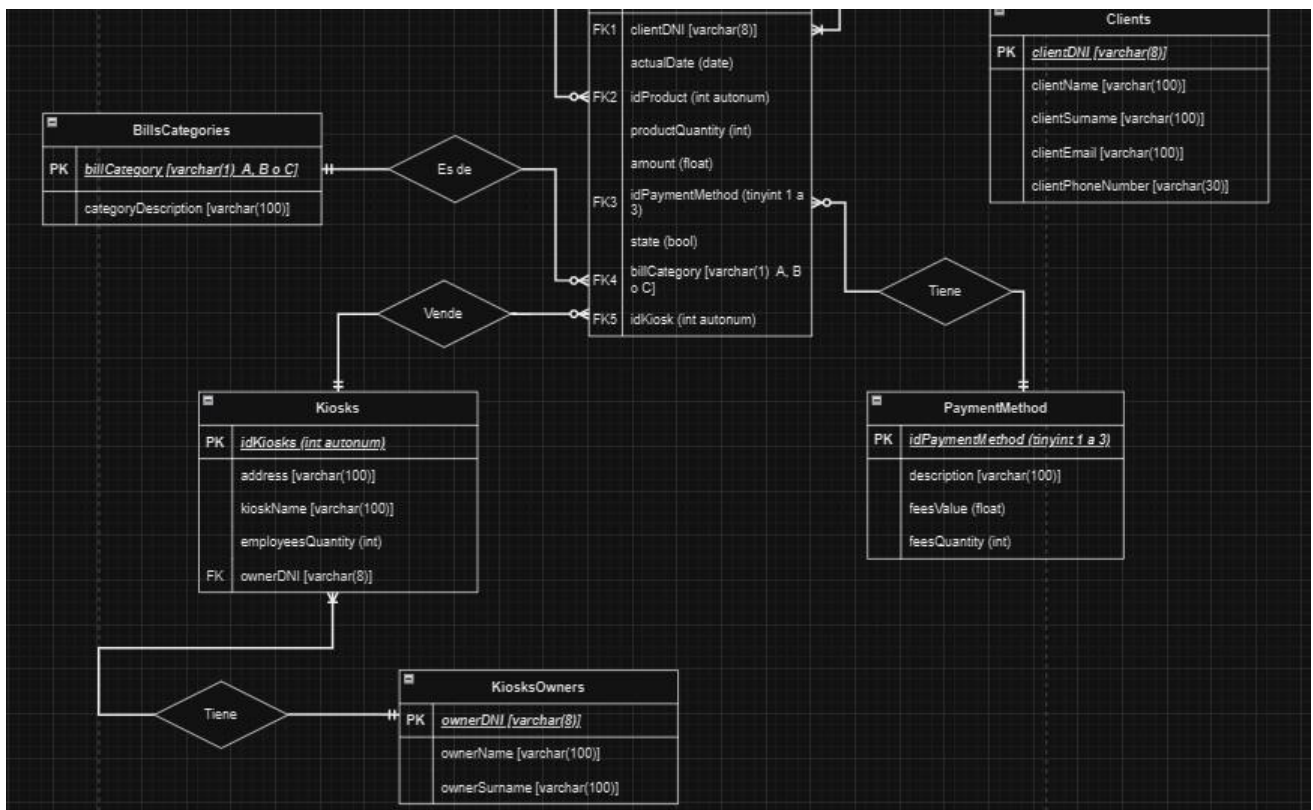 Clients
PK clientDNI [varchar(8)]
clientName [varchar(100)]
clientSurname [varchar(100)]
clientEmail [varchar(100)]
clientPhoneNumber [varchar(30)]
FK1 clientDNI [varchar(8)]
actualDate (date)
FK2 idProduct (int autonum)
productQuantity (int)
amount (float)
FK3 idPaymentMethod (tinyint 1 a
3)
state (bool)
FK4 billCategory [varchar(1) A, B
o C]
FK5 idKiosk (int autonum)
BillsCategories
PK billCategory [varchar(1) A, B o C]
categoryDescription [varchar(100)]
Es de
Vende
Tiene
Kiosks
PK idKiosks (int autonum)
address [varchar(100)]
kioskName [varchar(100)]
employeesQuantity (int)
FK ownerDNI [varchar(8)]
PaymentMethod
PK idPaymentMethod (tinyint 1 a 3)
description [varchar(100)]
feesValue (float)
feesQuantity (int)
Tiene
KiosksOwners
PK ownerDNI [varchar(8)]
ownerName [varchar(100)]
ownerSurname [varchar(100)]